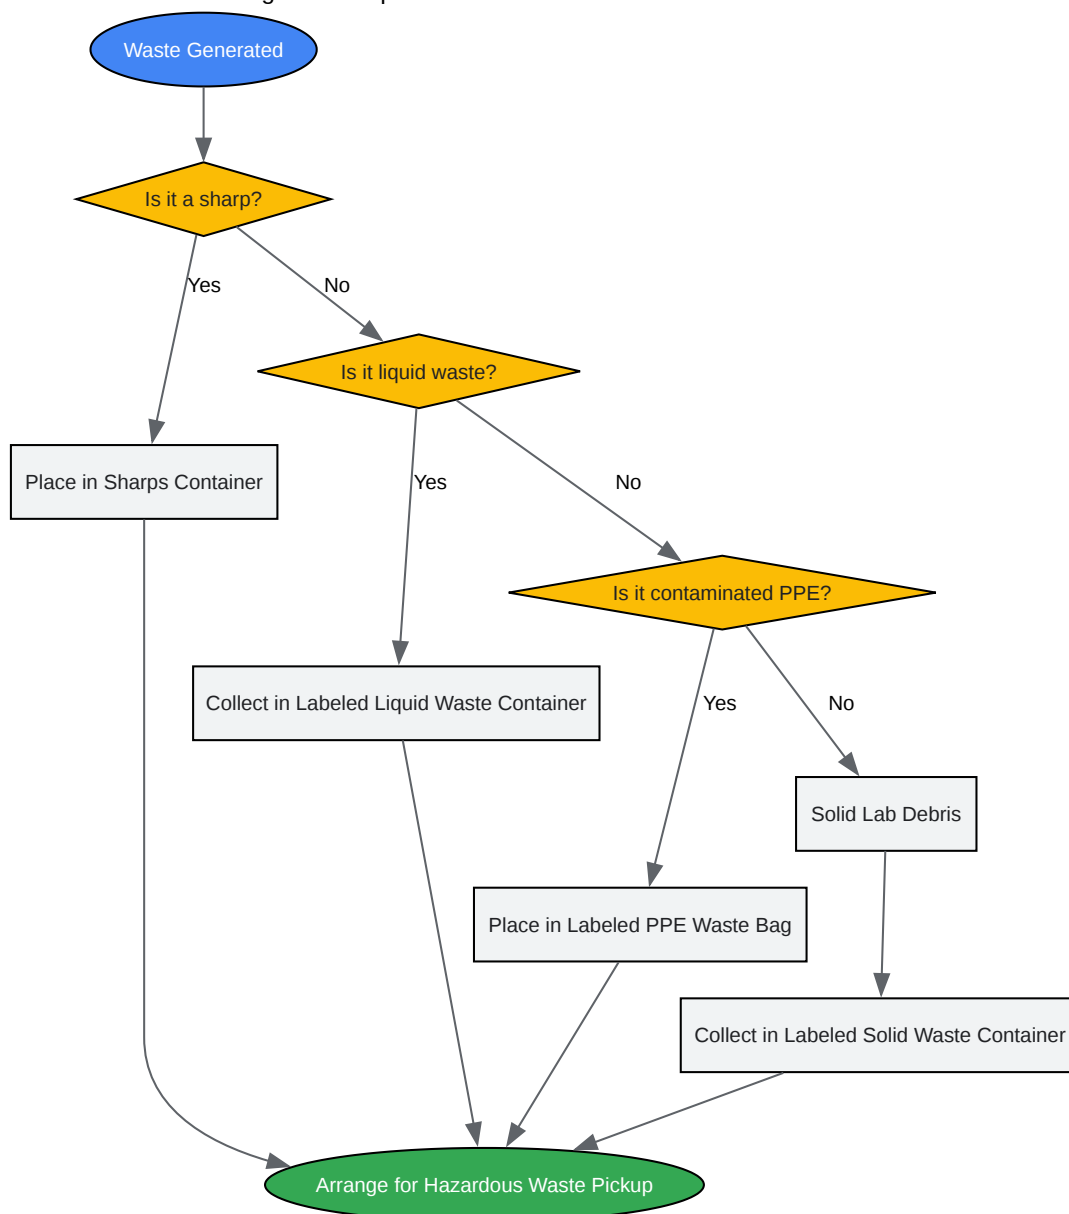 Waste Generated
Is it a sharp?
Yes
No
Is it liquid waste?
Place in Sharps Container
Yes
No
Is it contaminated PPE?
Collect in Labeled Liquid Waste Container
Yes
No
Solid Lab Debris
Place in Labeled PPE Waste Bag
Collect in Labeled Solid Waste Container
Arrange for Hazardous Waste Pickup